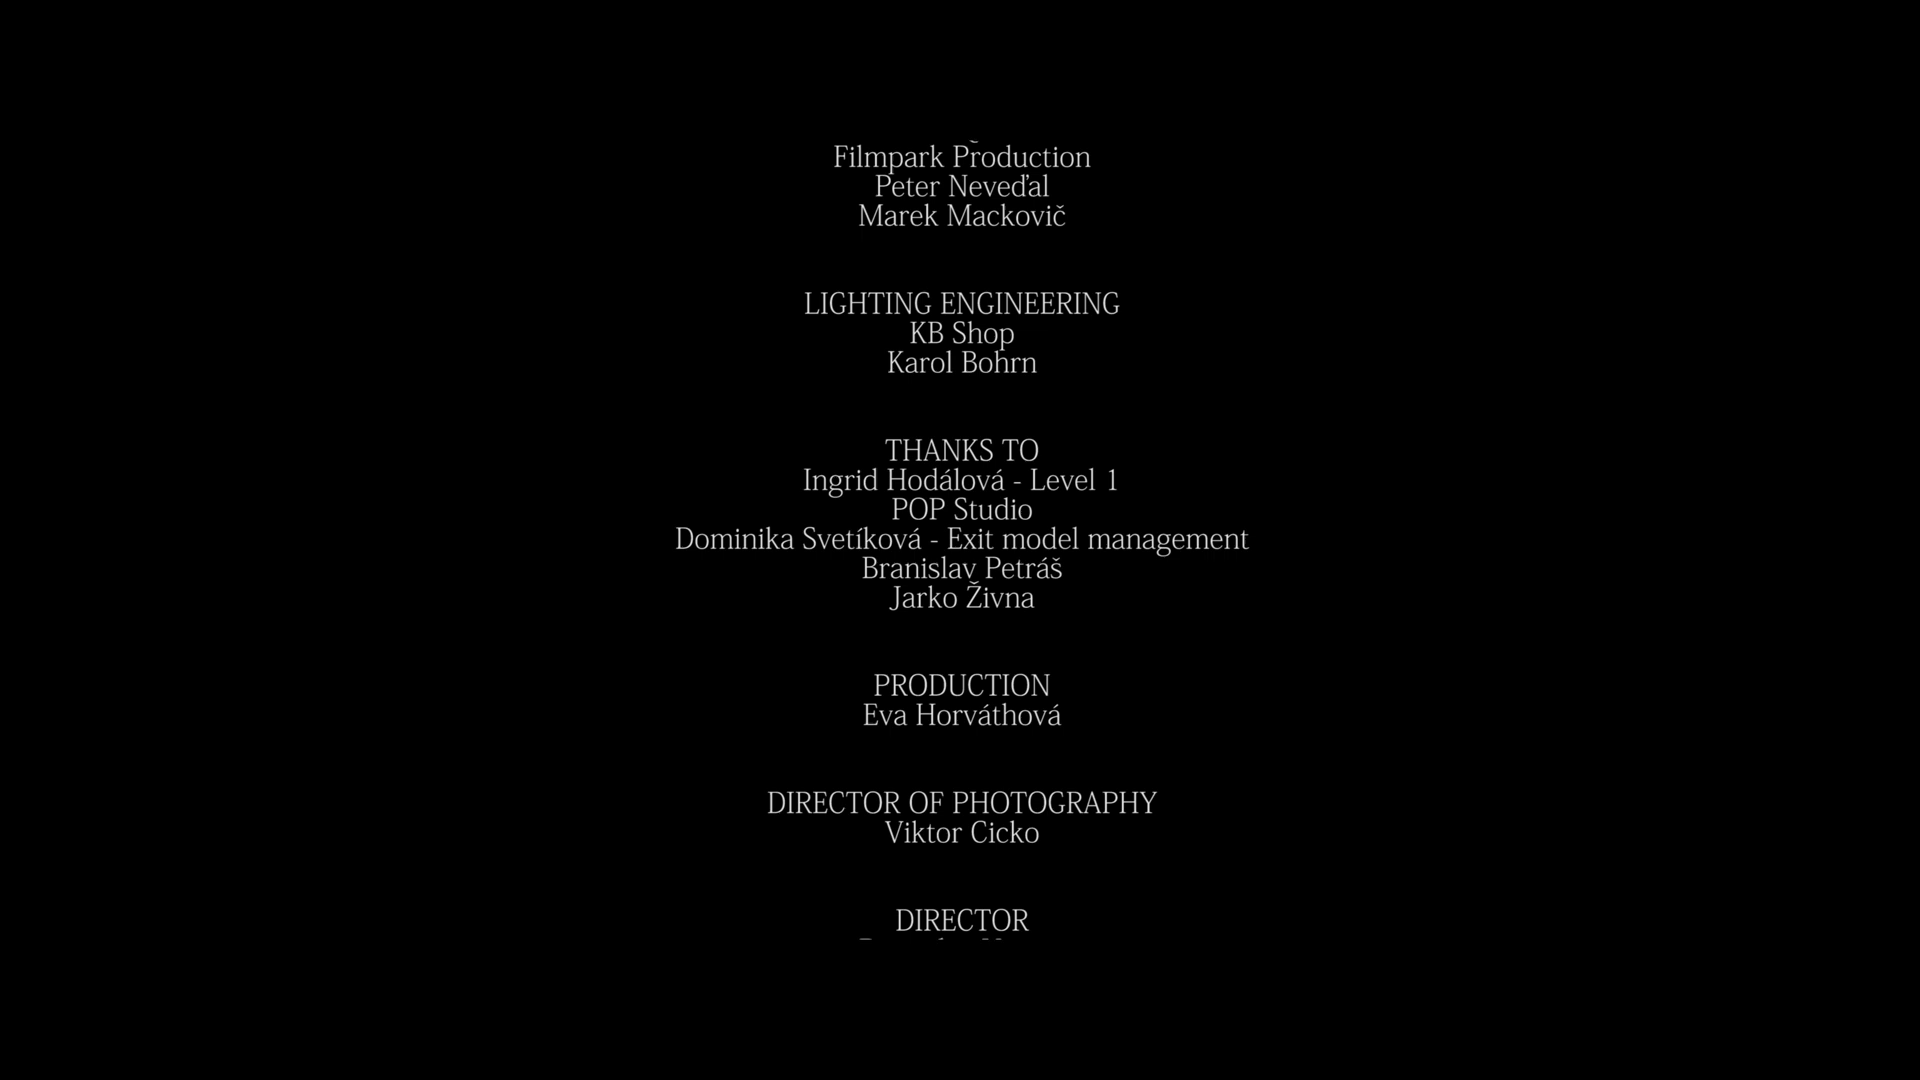 Filmpark Production
Peter Neveďal
Marek Mackovič
LIGHTING ENGINEERING
KB Shop
Karol Bohrn
THANKS TO
Ingrid Hodálová - Level 1
POP Studio
Dominika Svetíková - Exit model management
Branislav Petráš
Jarko Živna
PRODUCTION
Eva Horváthová
DIRECTOR OF PHOTOGRAPHY
Viktor Cicko
DIRECTOR